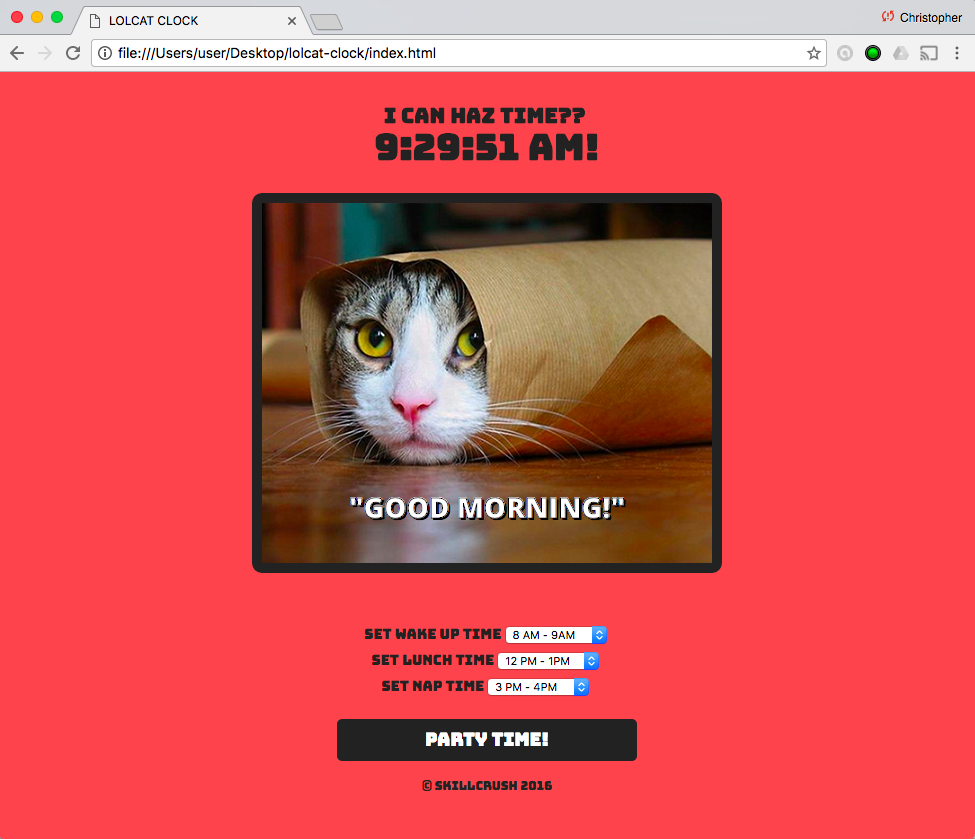 LOLCAT CLOCK
Christopher
file:///Users/user/Desktop/lolcat-clock/index.html
I CAN HAZ TIME??
9:29:51 AM!
"GOOD MORNING!"
SET WAKE UP TIME 8 AM - 9AM
SET LUNCH TIME 12 PM - 1PM
SET NAP TIME 3 PM - 4PM
PARTY TIME!
© SKILLCRUSH 2016